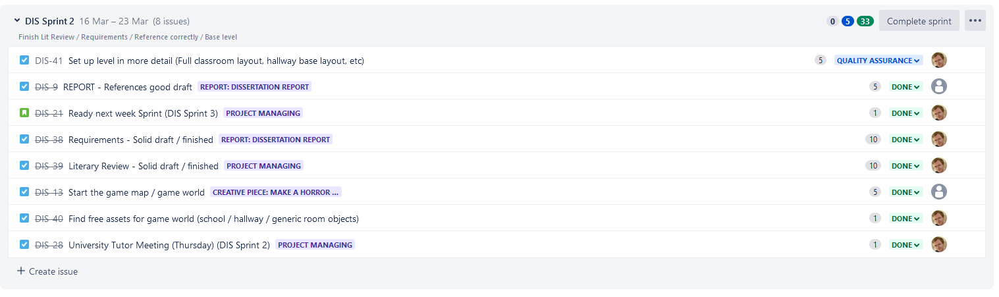 DIS Sprint 2 16 Mar – 23 Mar (8 issues) 0 5 33 Complete sprint
Finish Lit Review / Requirements / Reference correctly / Base level
DIS-41 Set up level in more detail (Full classroom layout, hallway base layout, etc) 5 QUALITY ASSURANCE
DIS-9 REPORT - References good draft REPORT: DISSERTATION REPORT 5 DONE
DIS-21 Ready next week Sprint (DIS Sprint 3) PROJECT MANAGING 1 DONE
DIS-38 Requirements - Solid draft / finished REPORT: DISSERTATION REPORT 10 DONE
DIS-39 Literary Review - Solid draft / finished PROJECT MANAGING 10 DONE
DIS-13 Start the game map / game world CREATIVE PIECE: MAKE A HORROR ... 5 DONE
DIS-40 Find free assets for game world (school / hallway / generic room objects) 1 DONE
DIS-28 University Tutor Meeting (Thursday) (DIS Sprint 2) PROJECT MANAGING 1 DONE
+ Create issue